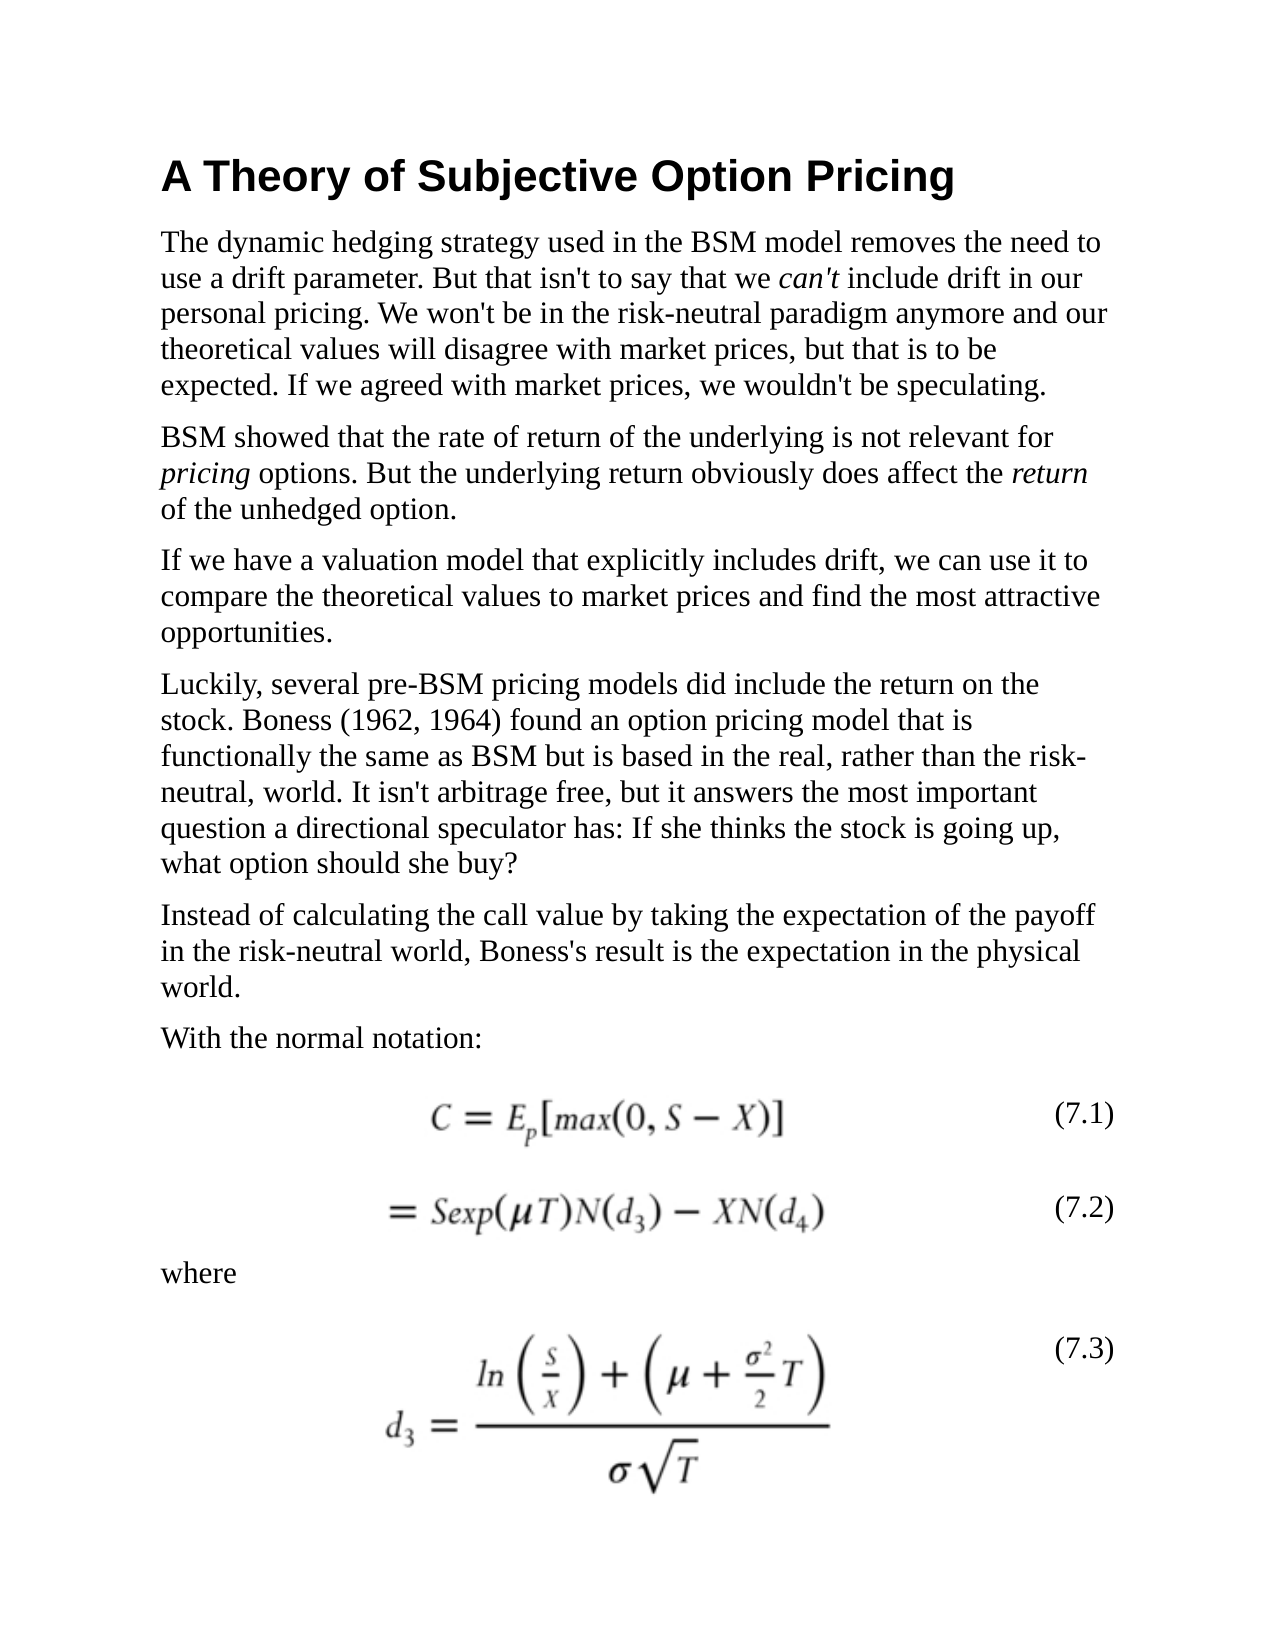 A Theory of Subjective Option Pricing
The dynamic hedging strategy used in the BSM model removes the need to
use a drift parameter. But that isn't to say that we can't include drift in our
personal pricing. We won't be in the risk-neutral paradigm anymore and our
theoretical values will disagree with market prices, but that is to be
expected. If we agreed with market prices, we wouldn't be speculating.
BSM showed that the rate of return of the underlying is not relevant for
pricing options. But the underlying return obviously does affect the return
of the unhedged option.
If we have a valuation model that explicitly includes drift, we can use it to
compare the theoretical values to market prices and find the most attractive
opportunities.
Luckily, several pre-BSM pricing models did include the return on the
stock. Boness (1962, 1964) found an option pricing model that is
functionally the same as BSM but is based in the real, rather than the risk-
neutral, world. It isn't arbitrage free, but it answers the most important
question a directional speculator has: If she thinks the stock is going up,
what option should she buy?
Instead of calculating the call value by taking the expectation of the payoff
in the risk-neutral world, Boness's result is the expectation in the physical
world.
With the normal notation:
C = E_p[max(0, S − X)] (7.1)
= Sexp(μT)N(d₃) − XN(d₄) (7.2)
where
d₃ = (ln(S/X) + (μ + σ²/2 T)) / (σ√T) (7.3)